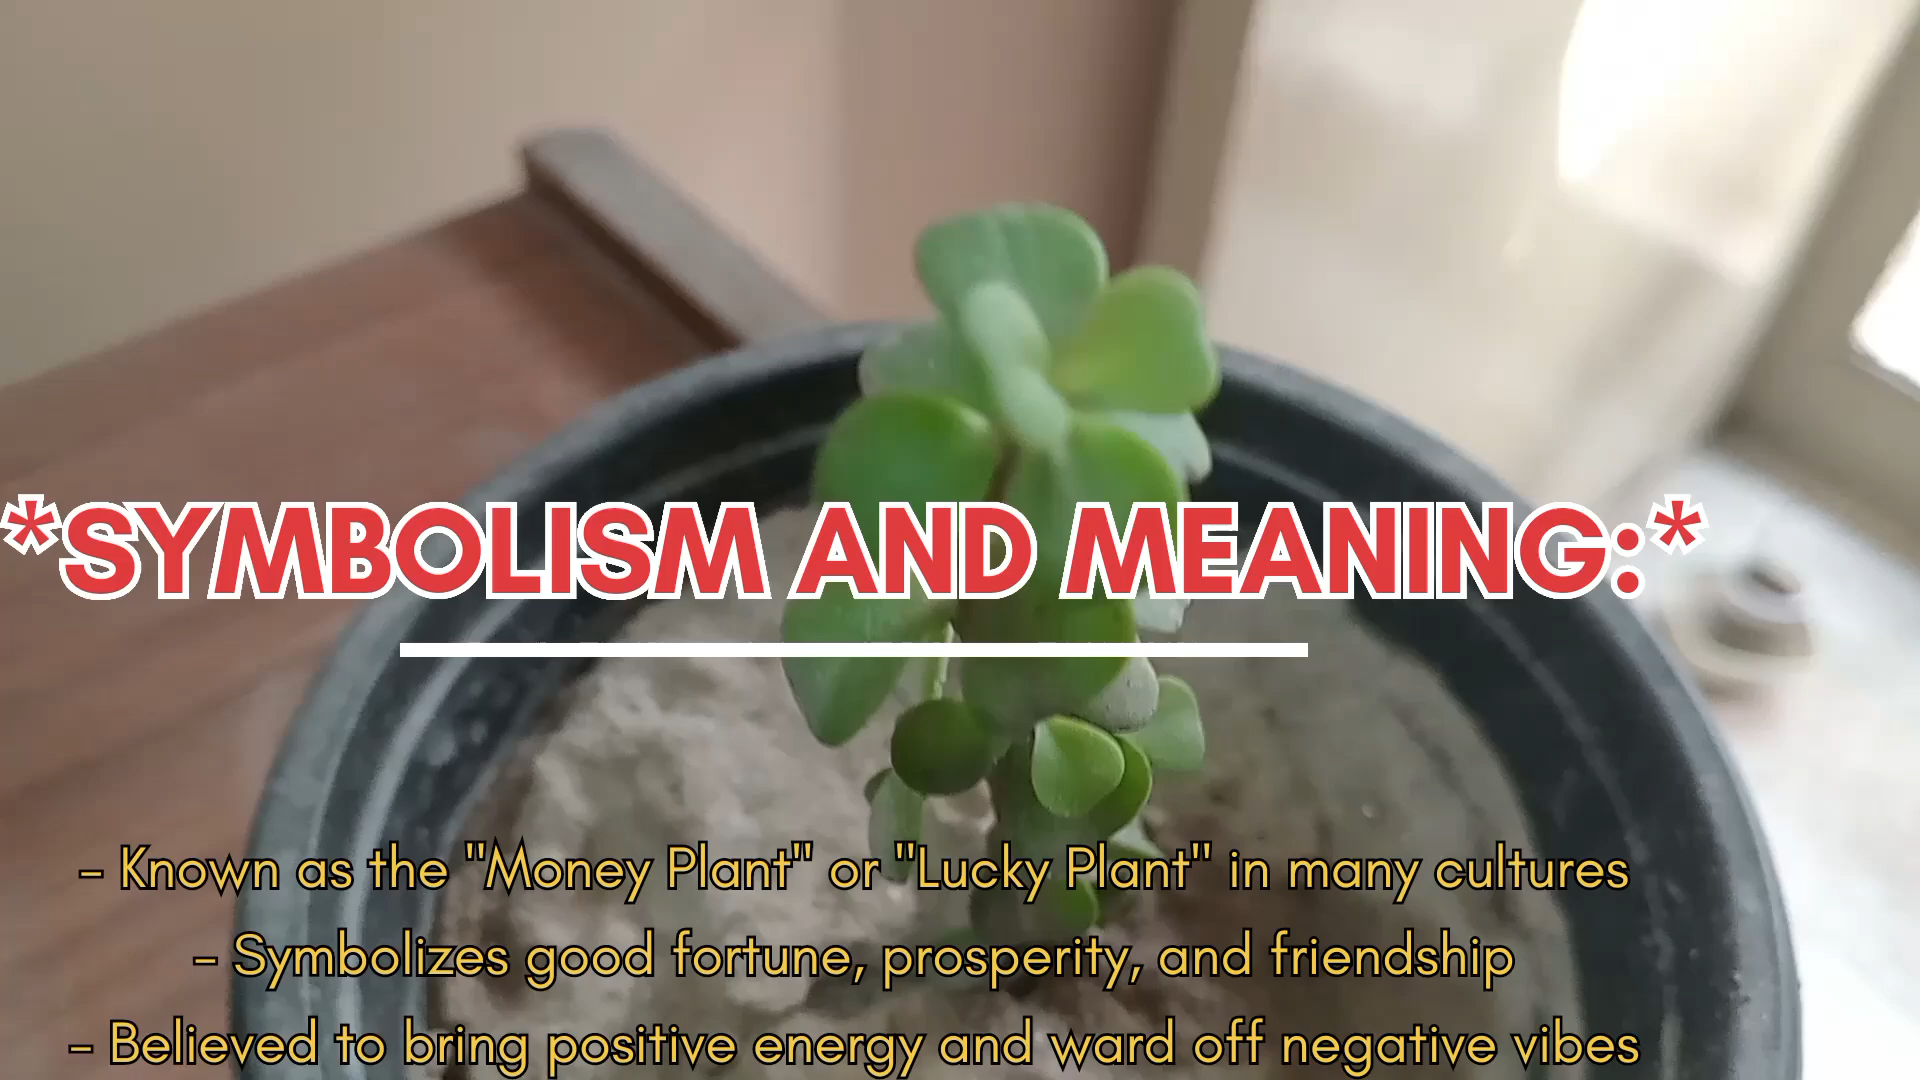 *SYMBOLISM AND MEANING:*
- Known as the "Money Plant" or "Lucky Plant" in many cultures
- Symbolizes good fortune, prosperity, and friendship
- Believed to bring positive energy and ward off negative vibes